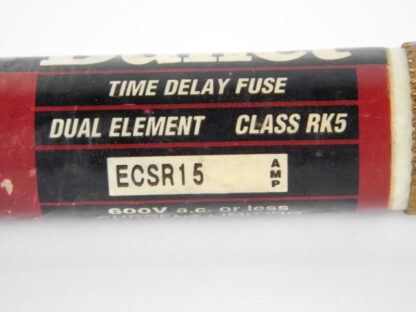 TIME DELAY FUSE
DUAL ELEMENT CLASS RK5
ECSR15 AMP
600V a.c. or less